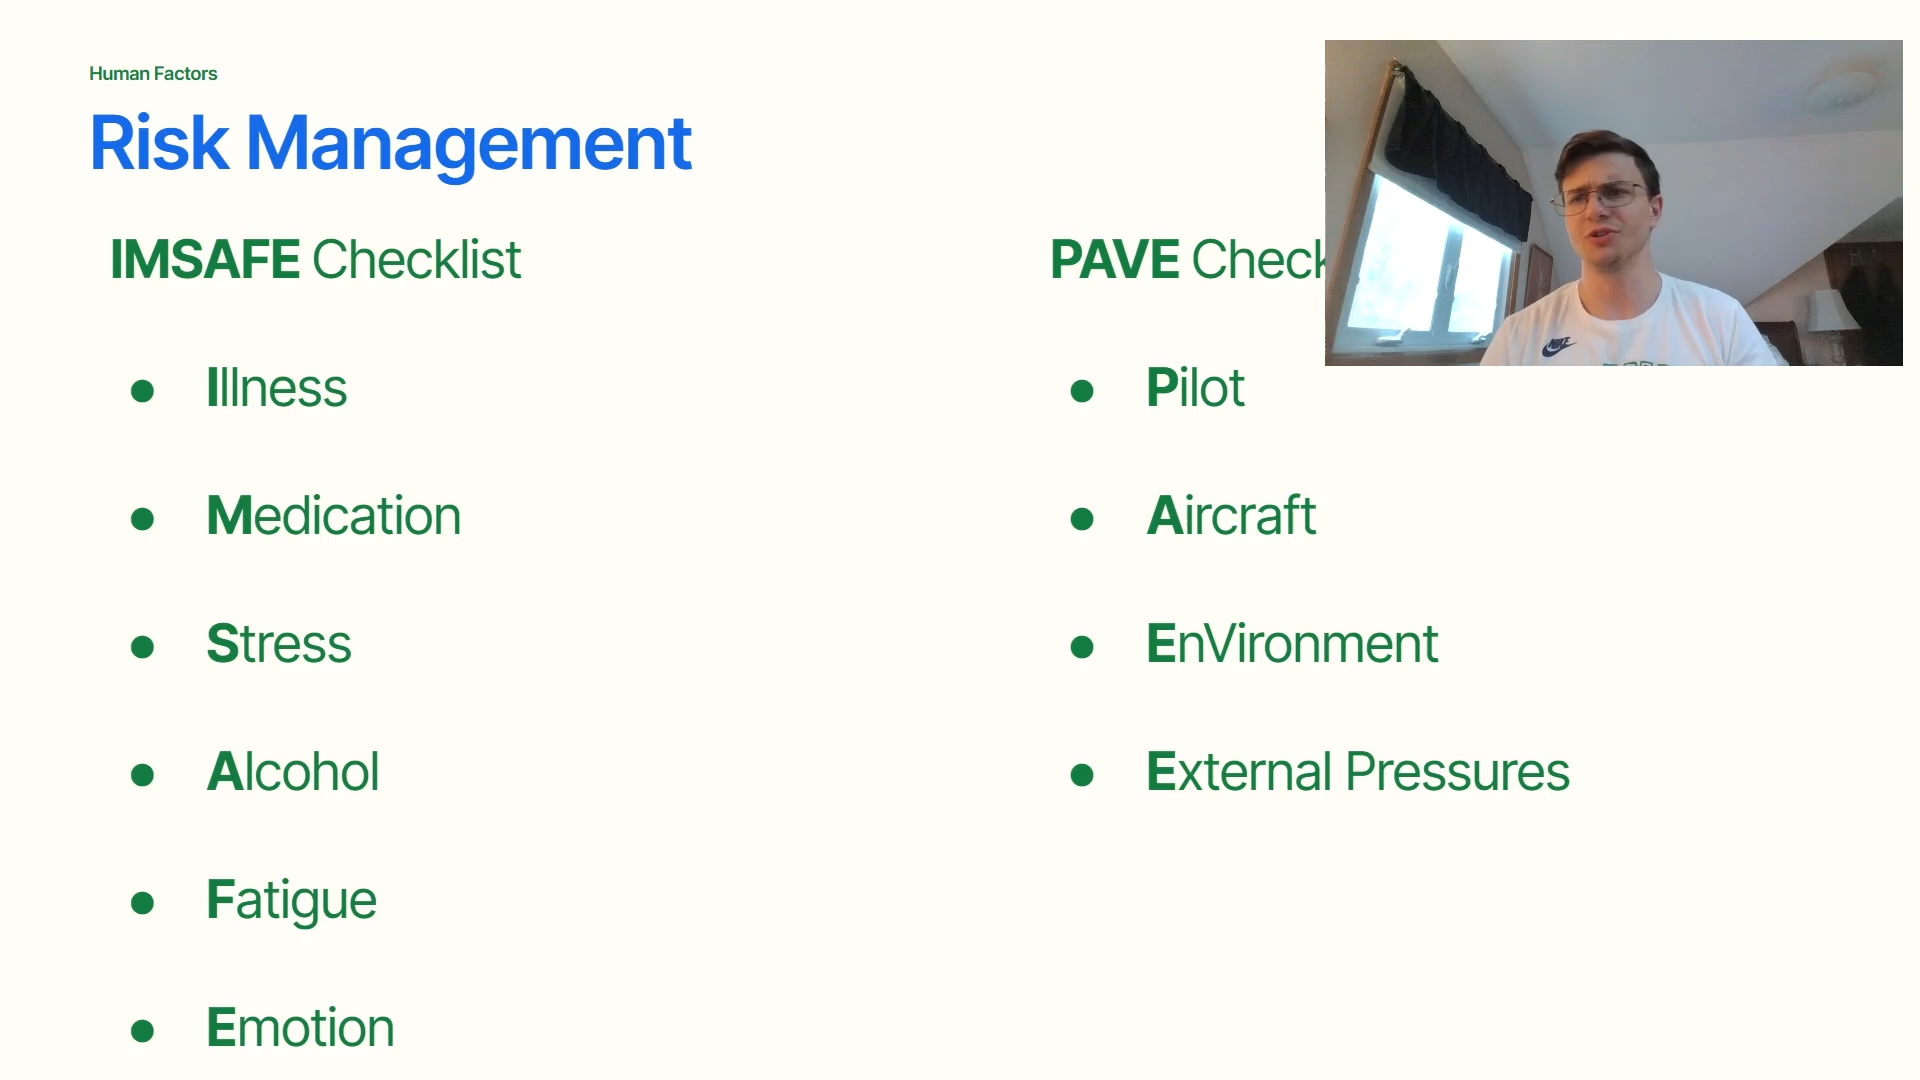 Human Factors
Risk Management
IMSAFE Checklist
Illness
Medication
Stress
Alcohol
Fatigue
Emotion
PAVE Check
Pilot
Aircraft
EnVironment
External Pressures
NIKE